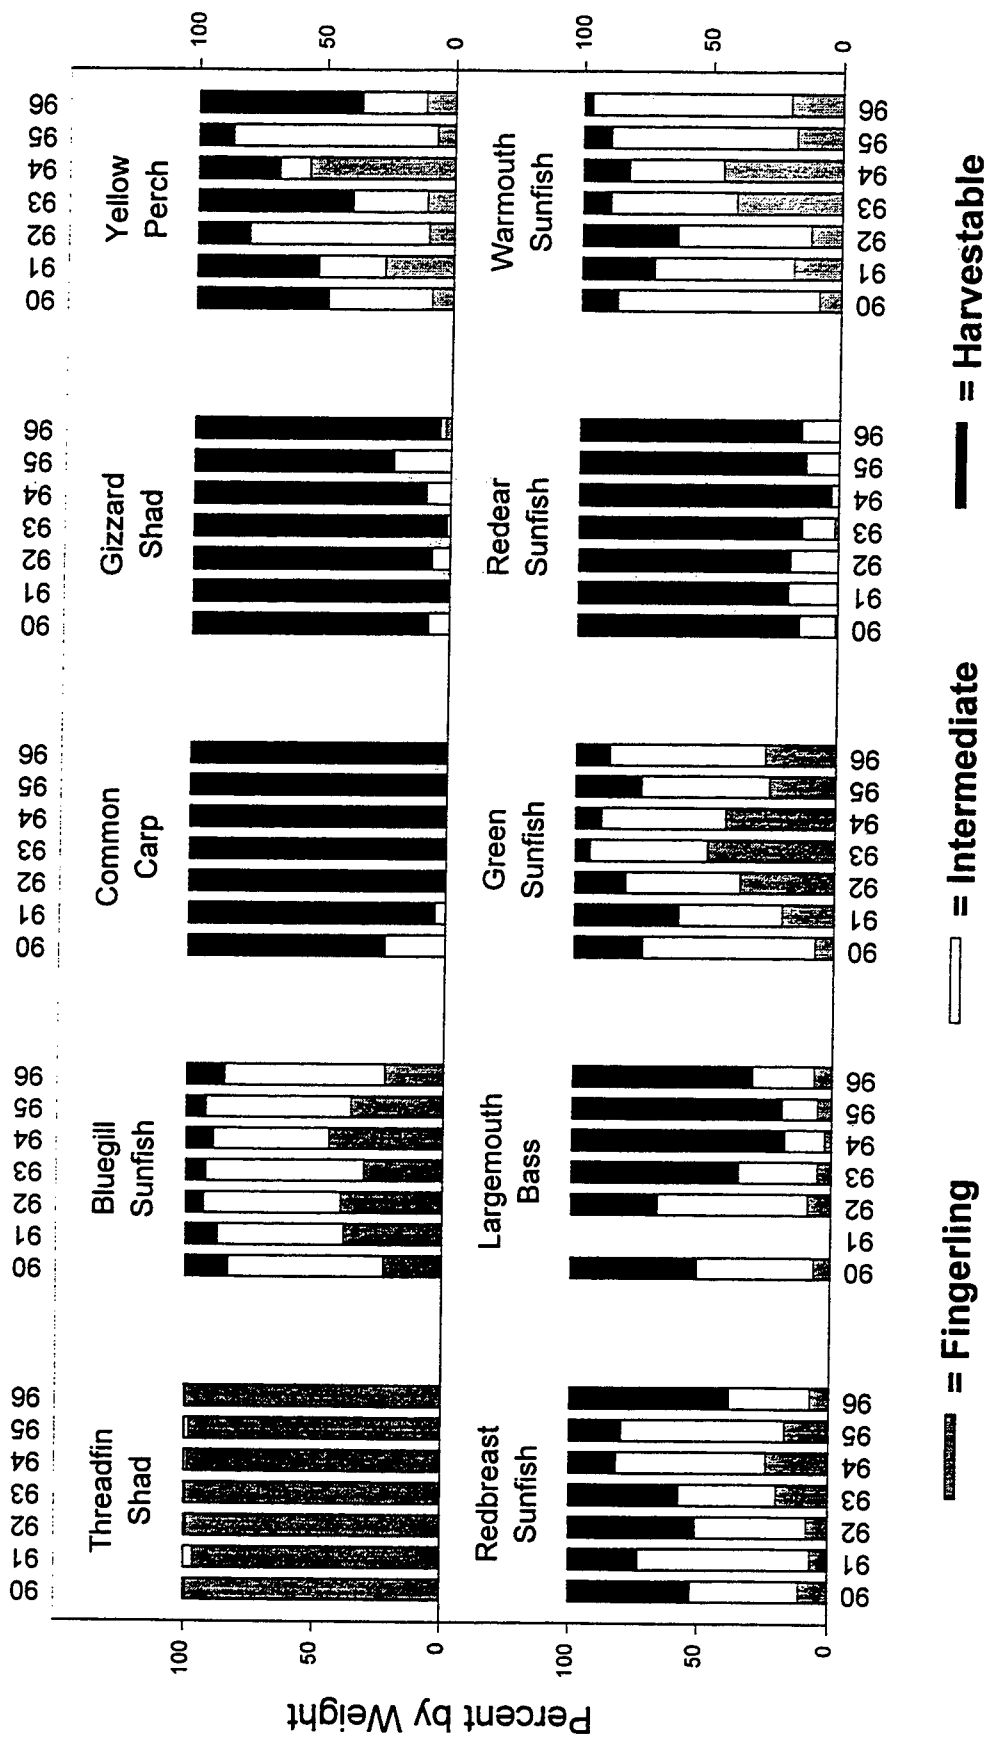 90 91 92 93 94 95 96 90 91 92 93 94 95 96 90 91 92 93 94 95 96 90 91 92 93 94 95 96 90 91 92 93 94 95 96
Threadfin
Shad
Bluegill
Sunfish
Common
Carp
Gizzard
Shad
Yellow
Perch
100
50
0
100
50
0
Percent by Weight
Redbreast
Sunfish
Largemouth
Bass
Green
Sunfish
Redear
Sunfish
Warmouth
Sunfish
100
50
0
100
50
0
90 91 92 93 94 95 96 90 91 92 93 94 95 96 90 91 92 93 94 95 96 90 91 92 93 94 95 96 90 91 92 93 94 95 96
= Fingerling = Intermediate = Harvestable